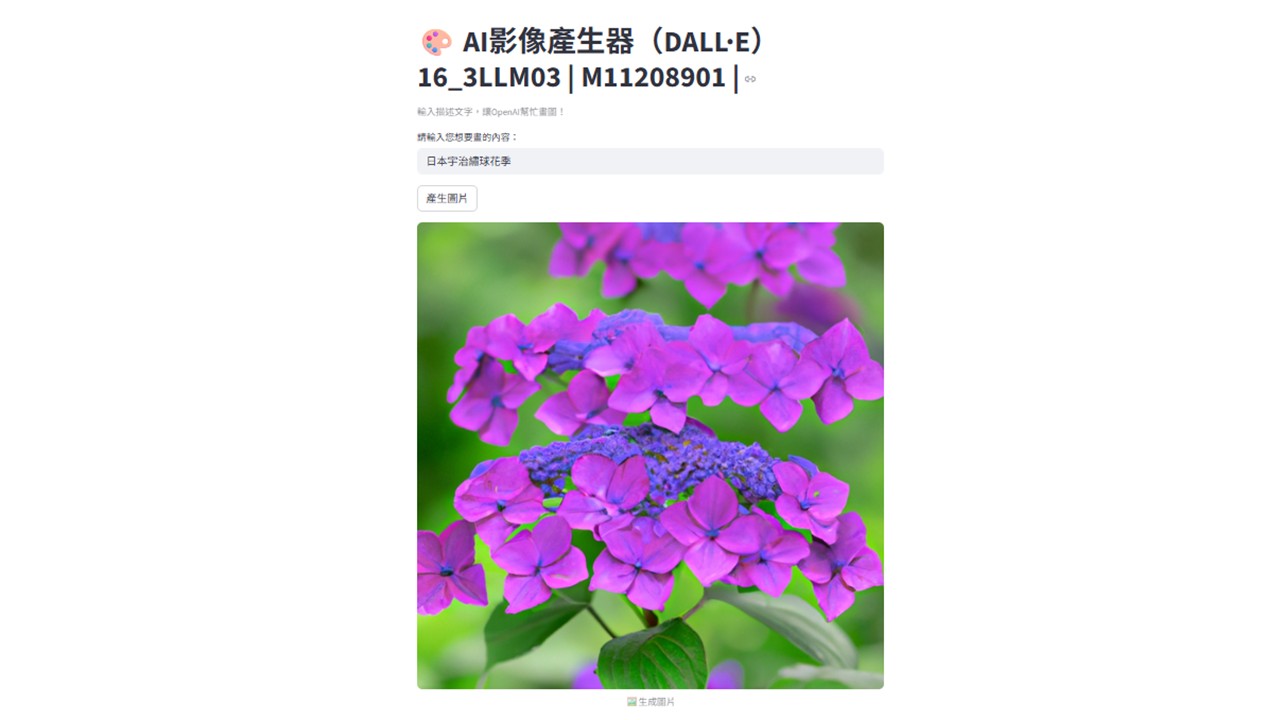 🎨 AI影像產生器（DALL·E）
16_3LLM03 | M11208901 |
輸入描述文字，讓OpenAI幫忙畫圖！
請輸入您想要畫的內容：
日本宇治繡球花季
產生圖片
生成圖片